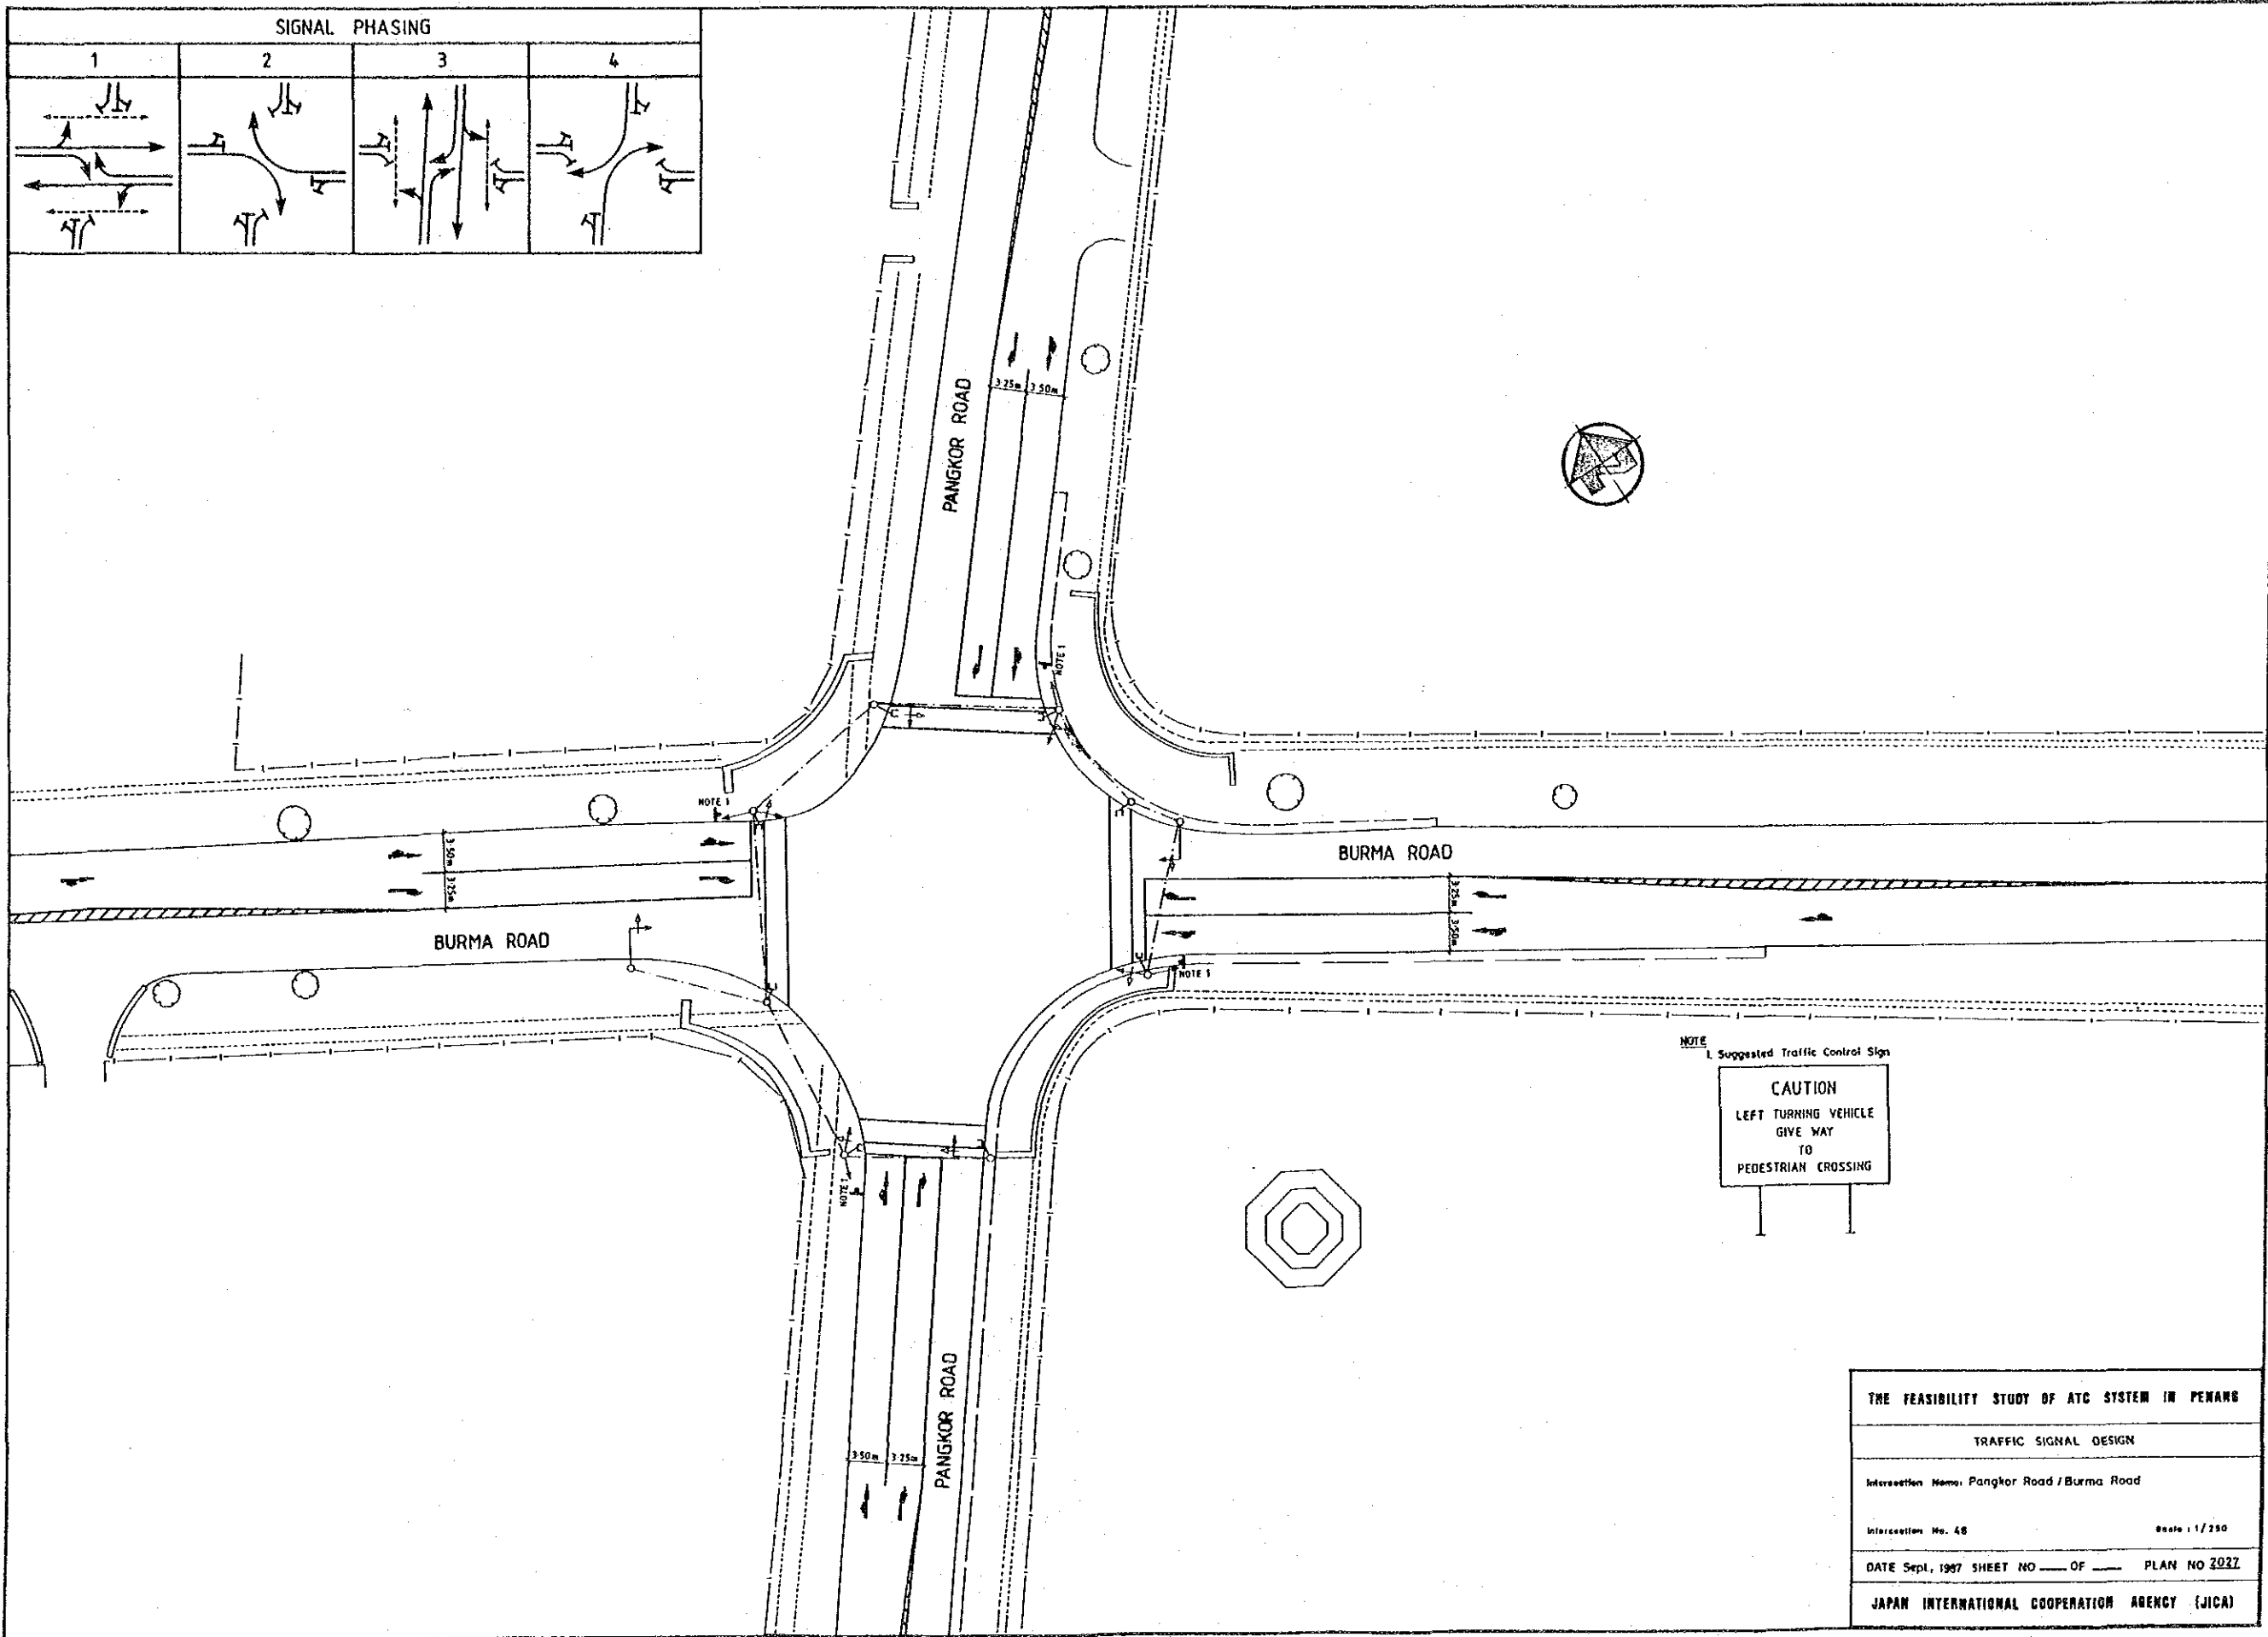 SIGNAL PHASING
1
2
3
4
PANGKOR ROAD
3·25m
3·50m
NOTE 1
NOTE 1
3·50m
3·25m
BURMA ROAD
BURMA ROAD
3·25m
3·50m
NOTE 1
NOTE 1
3·50m
3·25m
PANGKOR ROAD
NOTE
1. Suggested Traffic Control Sign
CAUTION
LEFT TURNING VEHICLE
GIVE WAY
TO
PEDESTRIAN CROSSING
THE FEASIBILITY STUDY OF ATC SYSTEM IN PENANG
TRAFFIC SIGNAL DESIGN
Intersection Name: Pangkor Road / Burma Road
Intersection No. 48 Scale : 1/250
DATE Sept, 1987 SHEET NO OF PLAN NO 2027
JAPAN INTERNATIONAL COOPERATION AGENCY (JICA)